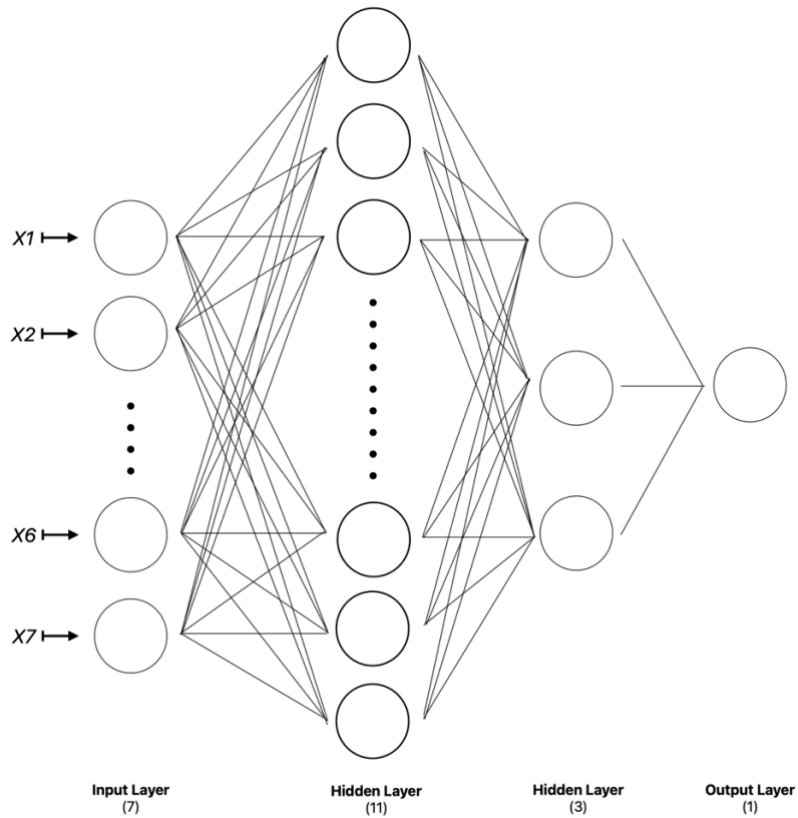 X1
X2
X6
X7
Input Layer
(7)
Hidden Layer
(11)
Hidden Layer
(3)
Output Layer
(1)